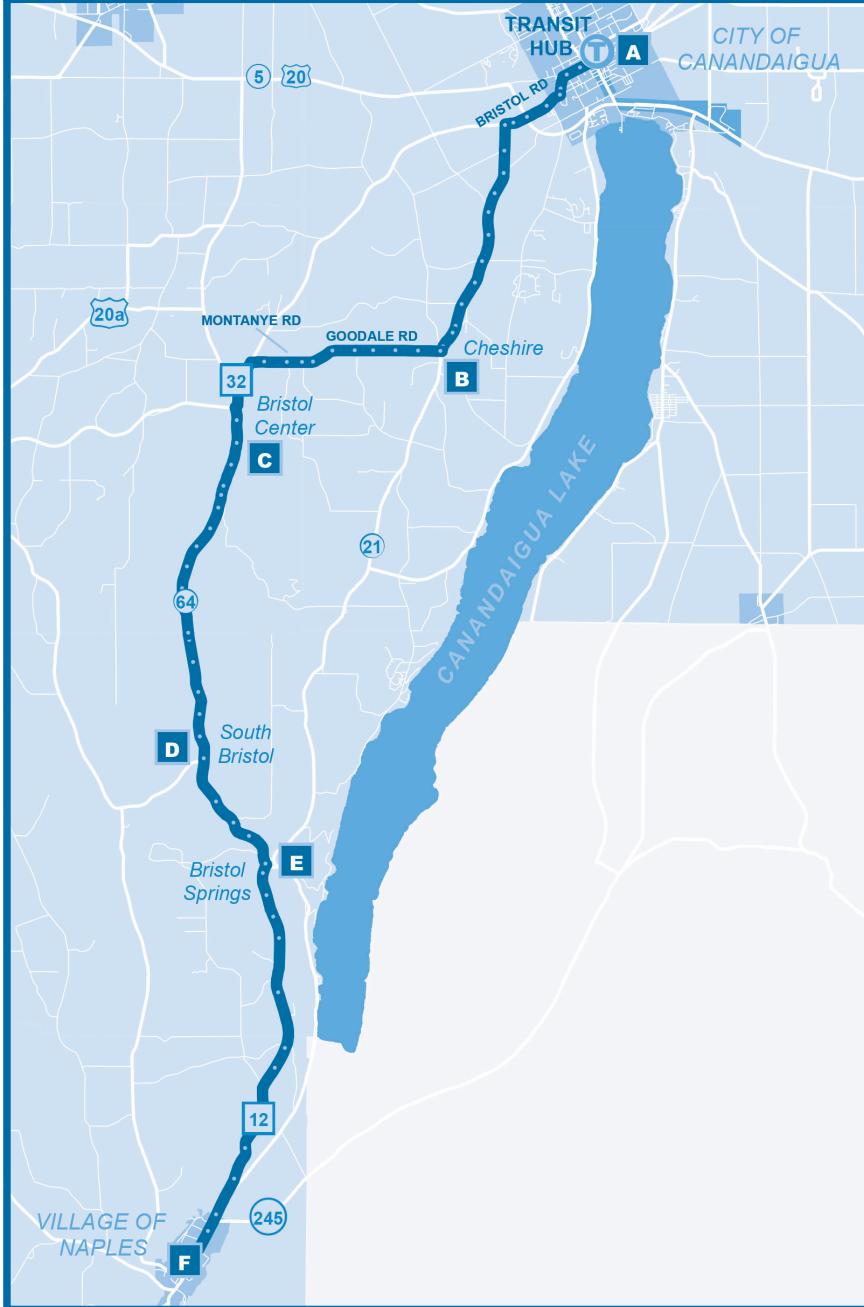 TRANSIT
HUB
T
A
CITY OF
CANANDAIGUA
5
20
BRISTOL RD
20a
MONTANYE RD
GOODALE RD
Cheshire
B
32
Bristol
Center
C
21
CANANDAIGUA LAKE
64
D
South
Bristol
E
Bristol
Springs
12
245
VILLAGE OF
NAPLES
F